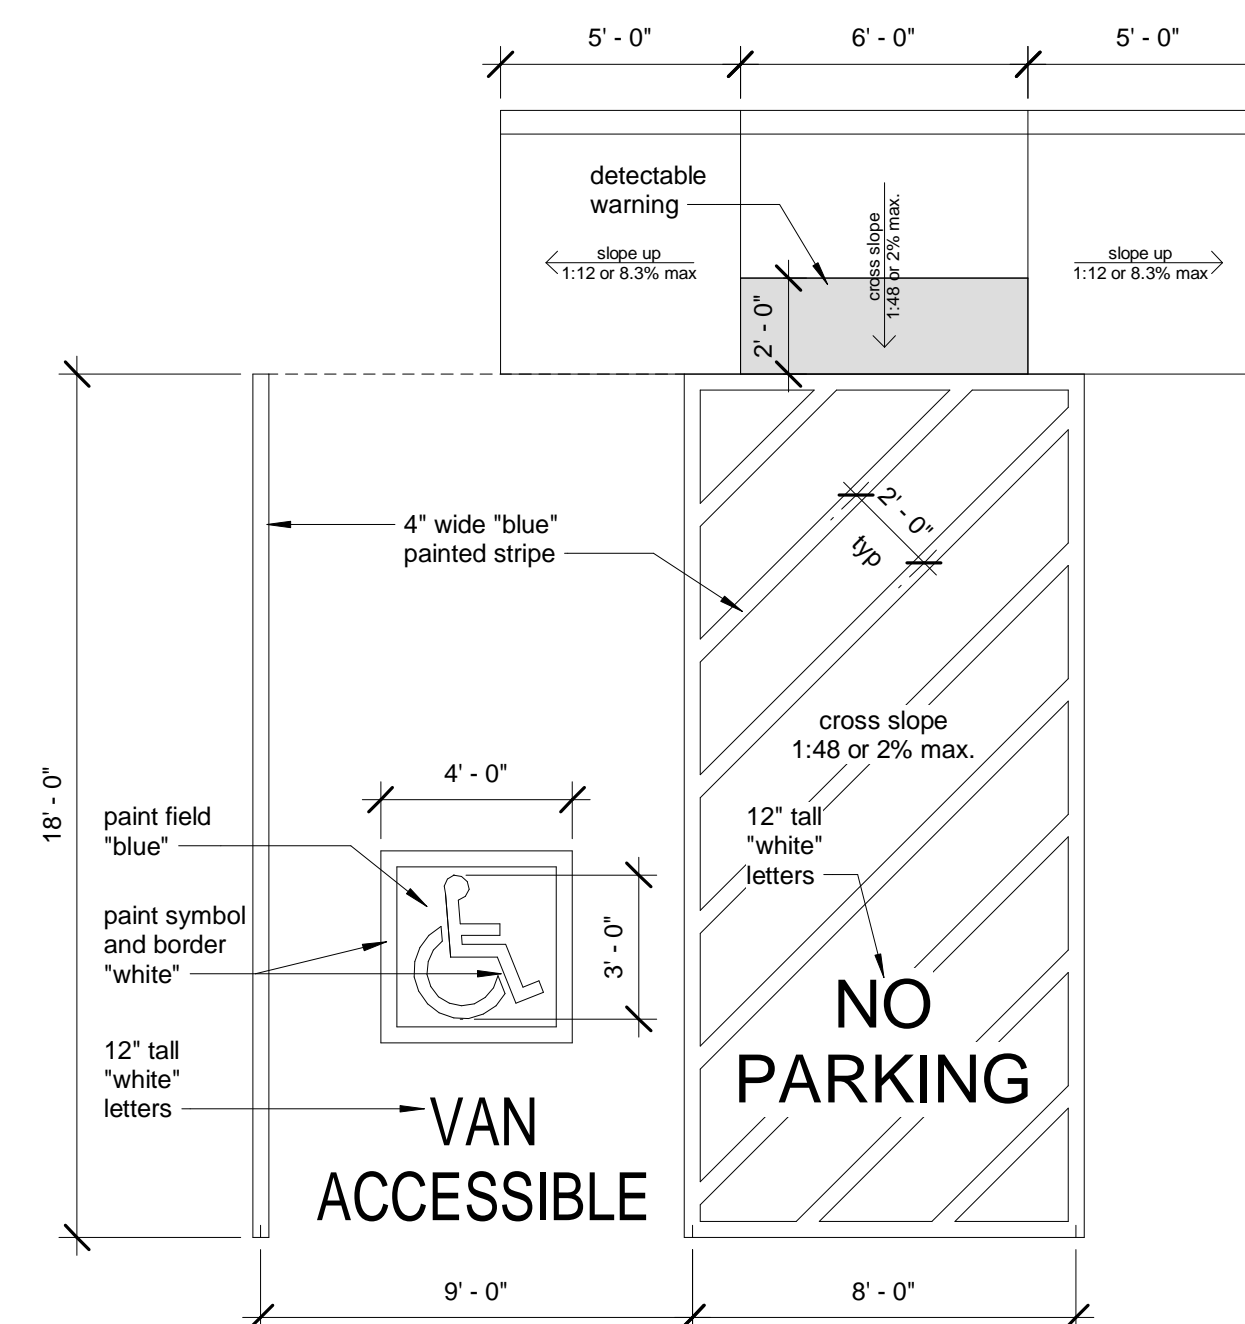 5' - 0"
6' - 0"
5' - 0"
detectable
warning
slope up
1:12 or 8.3% max
cross slope
1:48 or 2% max.
slope up
1:12 or 8.3% max
2' - 0"
4" wide "blue"
painted stripe
2' - 0"
typ
cross slope
1:48 or 2% max.
18' - 0"
4' - 0"
paint field
"blue"
12" tall
"white"
letters
paint symbol
and border
"white"
3' - 0"
NO
PARKING
12" tall
"white"
letters
VAN
ACCESSIBLE
9' - 0"
8' - 0"